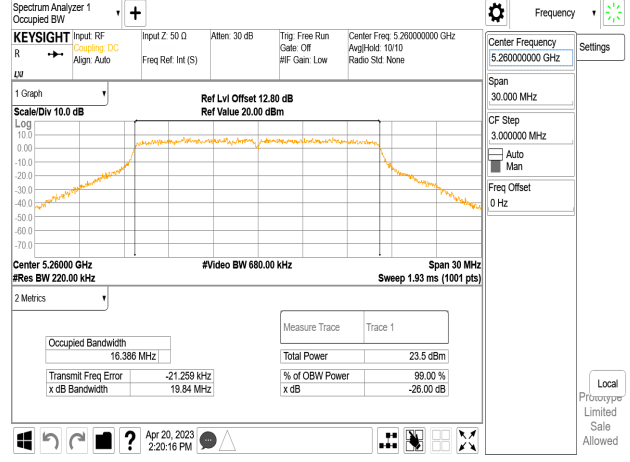 Spectrum Analyzer 1
Occupied BW
Frequency
KEYSIGHT
Input: RF
Coupling: DC
Align: Auto
R
LXI
Input Z: 50 Ω
Freq Ref: Int (S)
Atten: 30 dB
Trig: Free Run
Gate: Off
#IF Gain: Low
Center Freq: 5.260000000 GHz
Avg|Hold: 10/10
Radio Std: None
Center Frequency
5.260000000 GHz
Settings
Span
30.000 MHz
CF Step
3.000000 MHz
Auto
Man
Freq Offset
0 Hz
1 Graph
Scale/Div 10.0 dB
Ref Lvl Offset 12.80 dB
Ref Value 20.00 dBm
Log
10.0
0.00
-10.0
-20.0
-30.0
-40.0
-50.0
-60.0
-70.0
Center 5.26000 GHz
#Res BW 220.00 kHz
#Video BW 680.00 kHz
Span 30 MHz
Sweep 1.93 ms (1001 pts)
2 Metrics
Measure Trace
Trace 1
Occupied Bandwidth
16.386 MHz
Total Power
23.5 dBm
Transmit Freq Error
-21.259 kHz
% of OBW Power
99.00 %
x dB Bandwidth
19.84 MHz
x dB
-26.00 dB
Local
Prototype
Limited
Sale
Allowed
?
Apr 20, 2023
2:20:16 PM